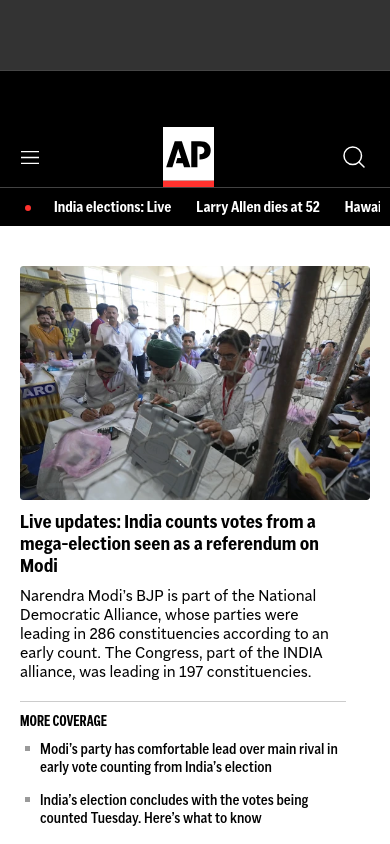 AP
India elections: Live Larry Allen dies at 52 Hawai
ARO
Live updates: India counts votes from a
mega-election seen as a referendum on
Modi
Narendra Modi's BJP is part of the National
Democratic Alliance, whose parties were
leading in 286 constituencies according to an
early count. The Congress, part of the INDIA
alliance, was leading in 197 constituencies.
MORE COVERAGE
Modi's party has comfortable lead over main rival in
early vote counting from India's election
India's election concludes with the votes being
counted Tuesday. Here's what to know